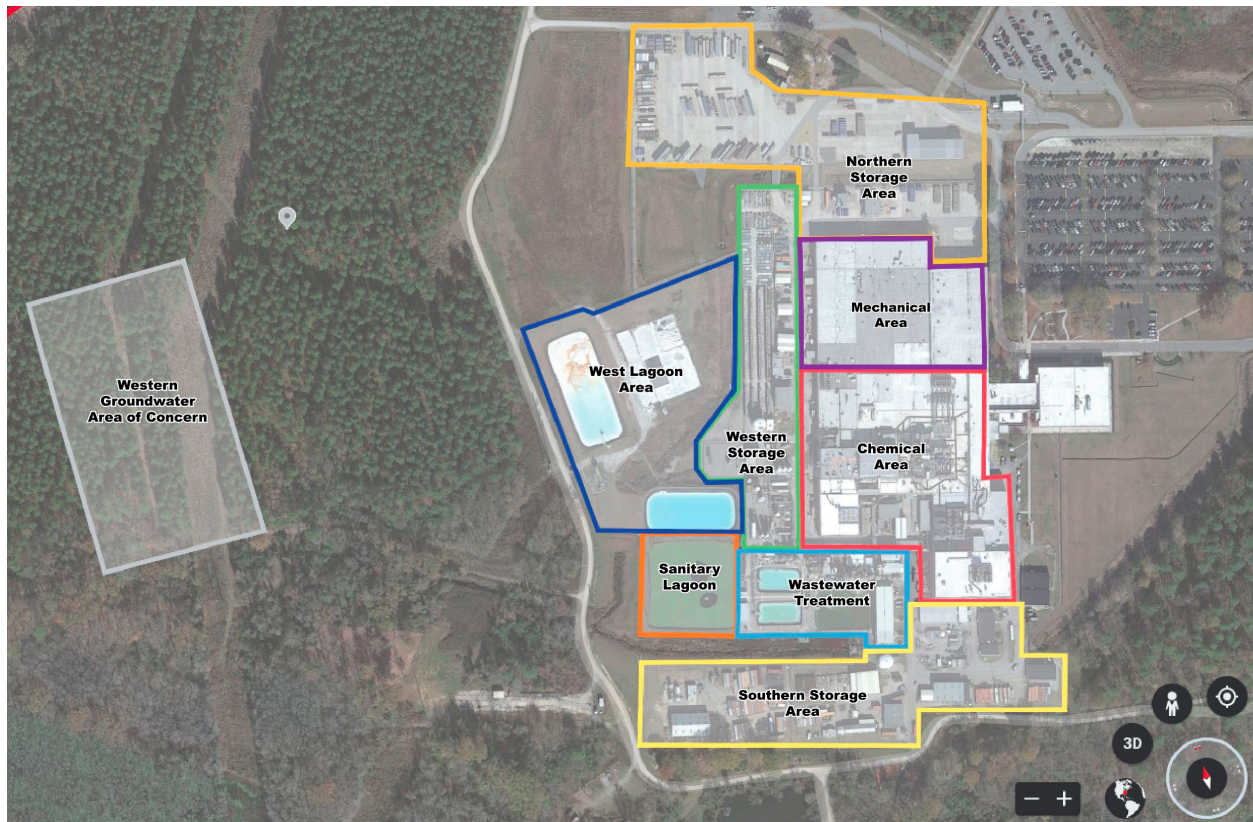 Northern
Storage
Area
Mechanical
Area
West Lagoon
Area
Western
Groundwater
Area of Concern
Western
Storage
Area
Chemical
Area
Sanitary
Lagoon
Wastewater
Treatment
Southern Storage
Area
3D